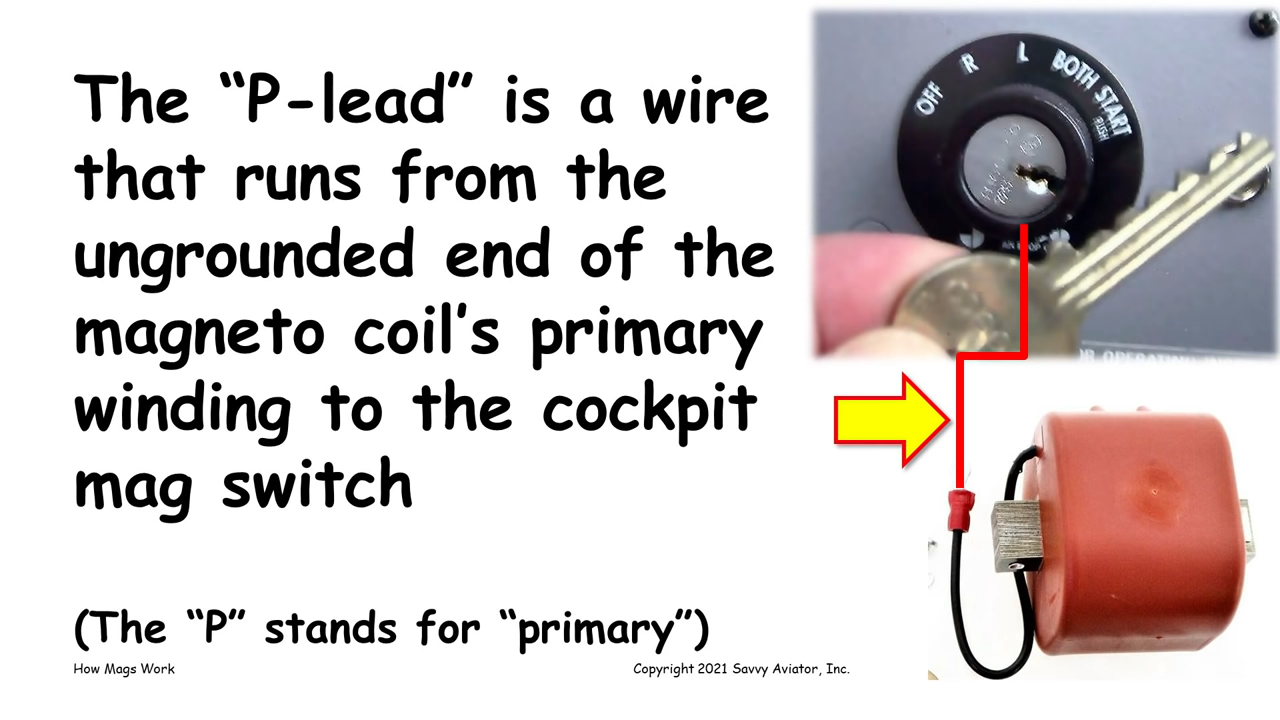 The “P-lead” is a wire
that runs from the
ungrounded end of the
magneto coil’s primary
winding to the cockpit
mag switch
(The “P” stands for “primary”)
How Mags Work
Copyright 2021 Savvy Aviator, Inc.
OFF R L BOTH START
PUSH